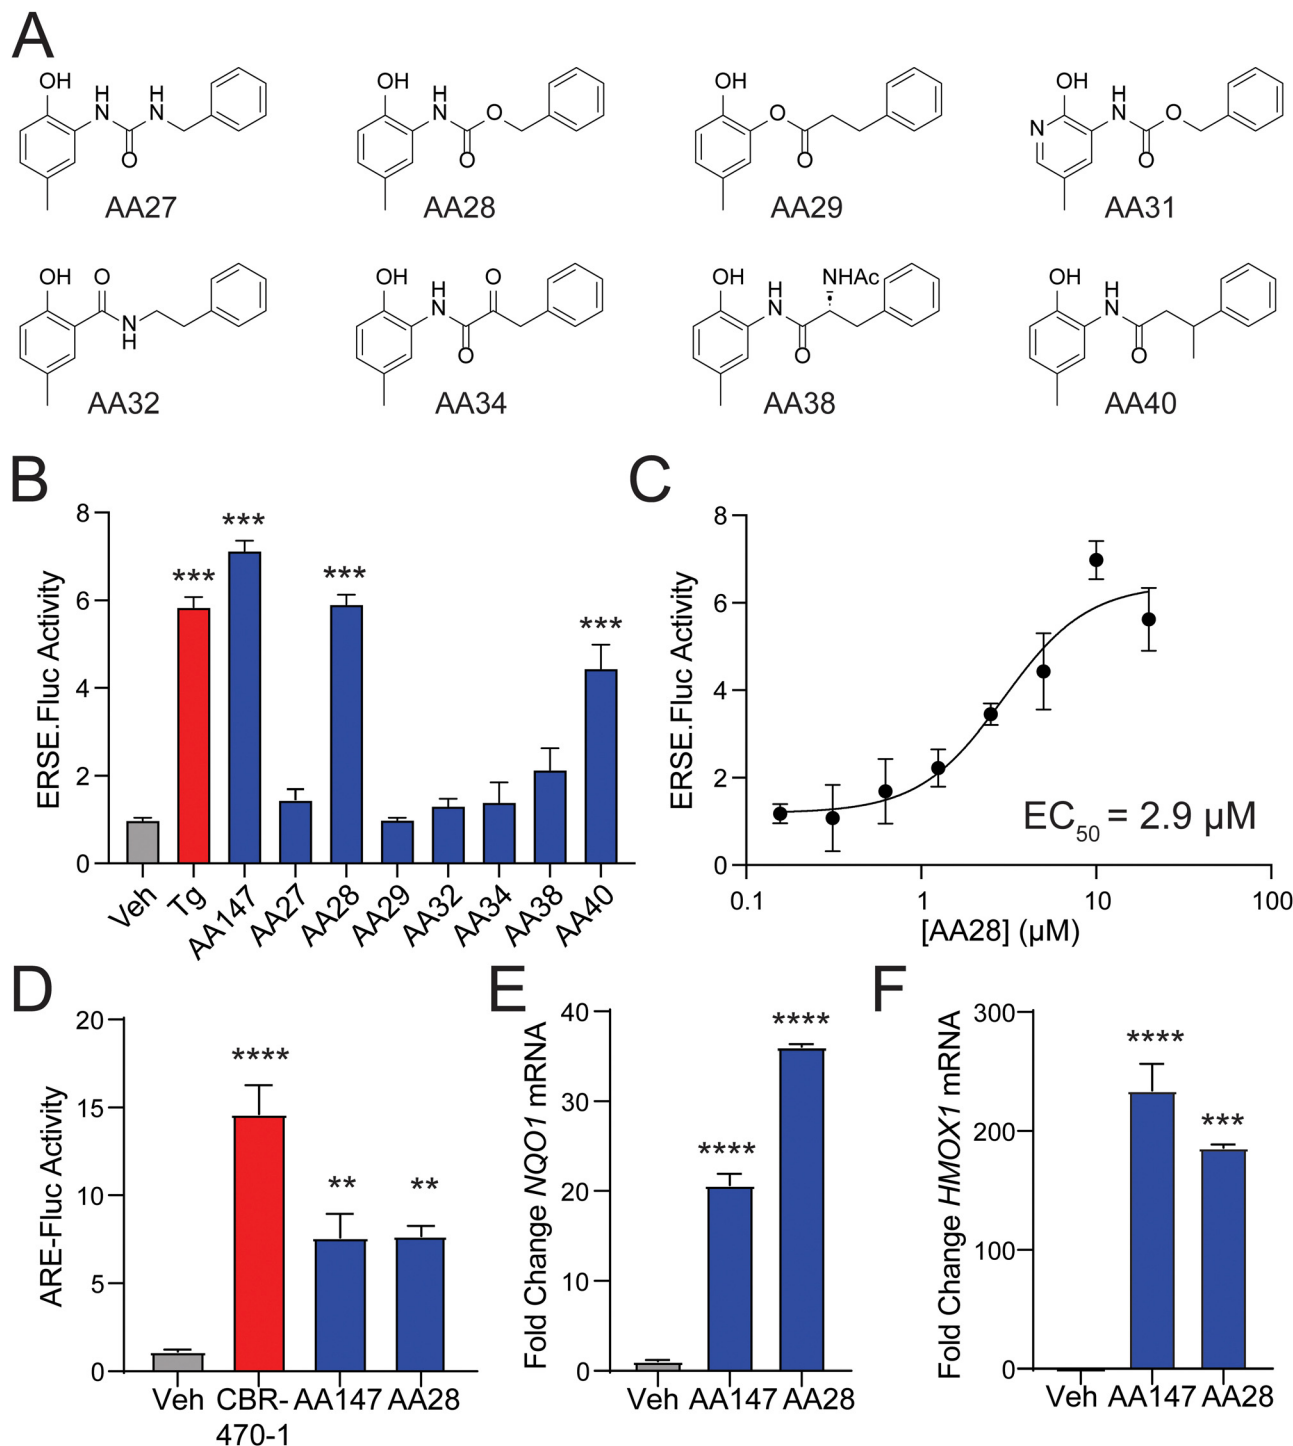 A
OH
H
N
H
N
O
AA27
OH
H
N
O
O
AA28
OH
O
O
AA29
OH
N
H
N
O
O
AA31
OH
O
N
H
AA32
OH
H
N
O
O
AA34
OH
H
N
NHAc
O
AA38
OH
H
N
O
AA40
B
ERSE.Fluc Activity
8
6
4
2
0
***
***
***
***
Veh
Tg
AA147
AA27
AA28
AA29
AA32
AA34
AA38
AA40
C
ERSE.Fluc Activity
8
6
4
2
0
EC50 = 2.9 µM
0.1 1 10 100
[AA28] (µM)
D
ARE-Fluc Activity
20
15
10
5
0
****
**
**
Veh CBR-470-1 AA147 AA28
E
Fold Change NQO1 mRNA
40
30
20
10
0
****
****
Veh AA147 AA28
F
Fold Change HMOX1 mRNA
300
200
100
0
****
***
Veh AA147 AA28